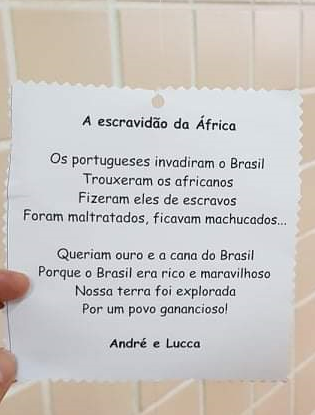 A escravidão da África
Os portugueses invadiram o Brasil
Trouxeram os africanos
Fizeram eles de escravos
Foram maltratados, ficavam machucados...
Queriam ouro e a cana do Brasil
Porque o Brasil era rico e maravilhoso
Nossa terra foi explorada
Por um povo ganancioso!
André e Lucca